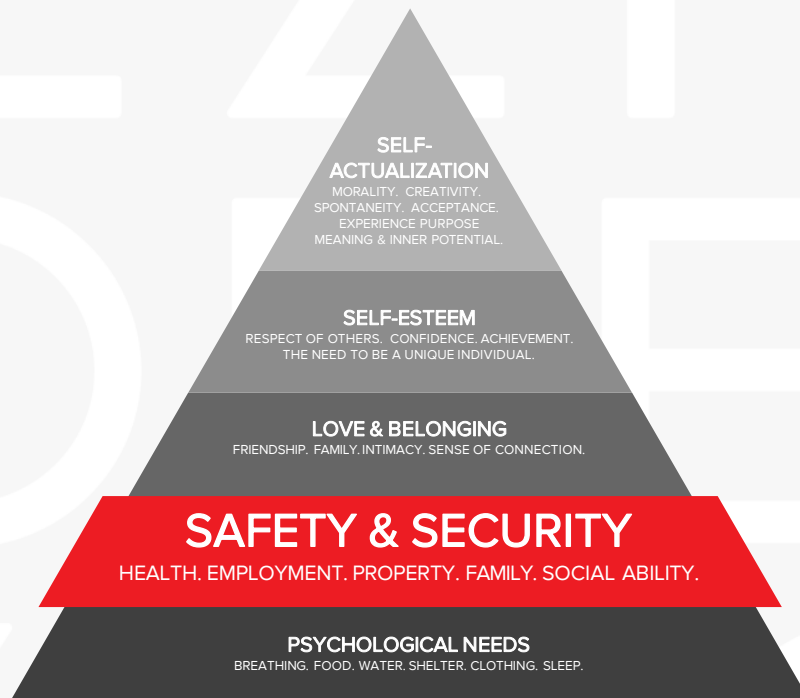 SELF-
ACTUALIZATION
MORALITY. CREATIVITY.
SPONTANEITY. ACCEPTANCE.
EXPERIENCE PURPOSE
MEANING & INNER POTENTIAL.
SELF-ESTEEM
RESPECT OF OTHERS. CONFIDENCE. ACHIEVEMENT.
THE NEED TO BE A UNIQUE INDIVIDUAL.
LOVE & BELONGING
FRIENDSHIP. FAMILY. INTIMACY. SENSE OF CONNECTION.
SAFETY & SECURITY
HEALTH. EMPLOYMENT. PROPERTY. FAMILY. SOCIAL ABILITY.
PSYCHOLOGICAL NEEDS
BREATHING. FOOD. WATER. SHELTER. CLOTHING. SLEEP.